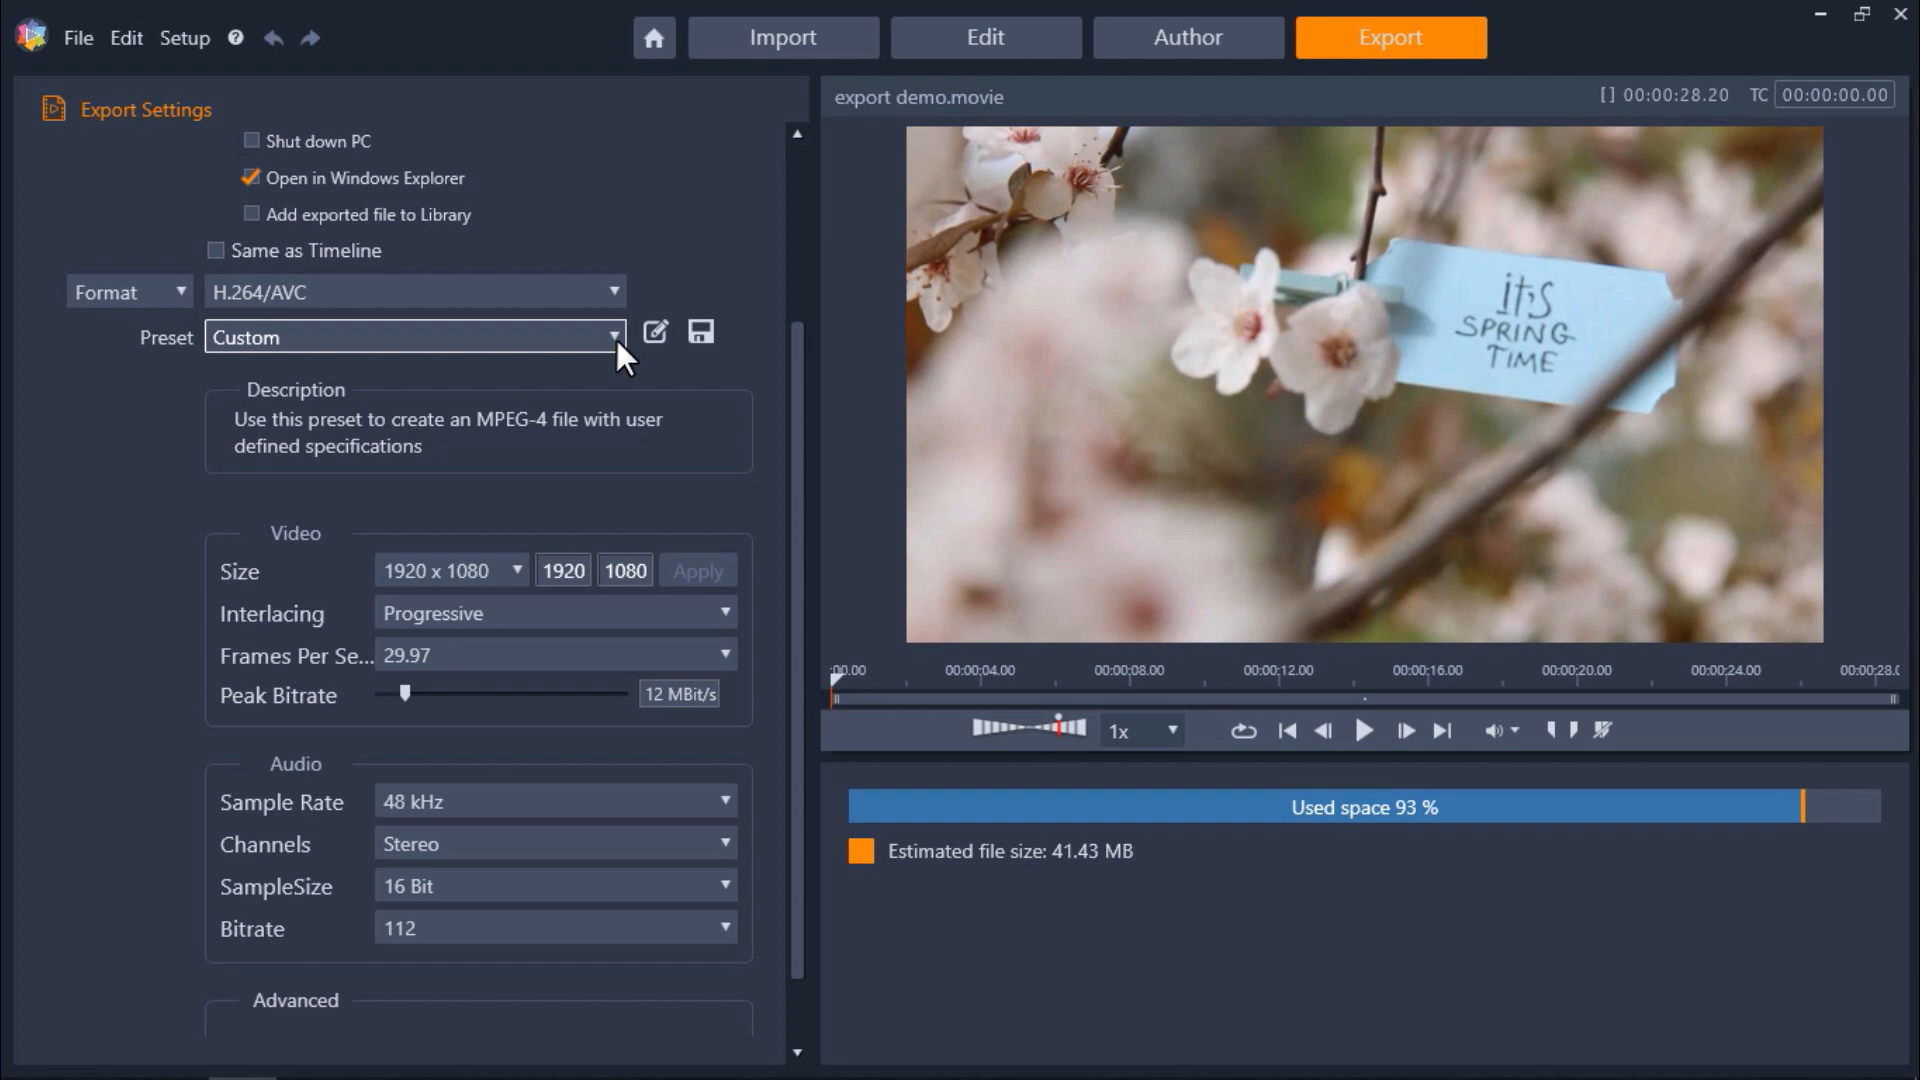 File Edit Setup ?
Import
Edit
Author
Export
Export Settings
Shut down PC
Open in Windows Explorer
Add exported file to Library
Same as Timeline
Format
H.264/AVC
Preset
Custom
Description
Use this preset to create an MPEG-4 file with user
defined specifications
Video
Size
1920 x 1080
1920
1080
Apply
Interlacing
Progressive
Frames Per Se...
29.97
Peak Bitrate
12 MBit/s
Audio
Sample Rate
48 kHz
Channels
Stereo
SampleSize
16 Bit
Bitrate
112
Advanced
export demo.movie
[] 00:00:28.20
TC 00:00:00.00
iT'S
SPRING
TIME
:00.00
00:00:04.00
00:00:08.00
00:00:12.00
00:00:16.00
00:00:20.00
00:00:24.00
00:00:28.0
1x
Used space 93 %
Estimated file size: 41.43 MB